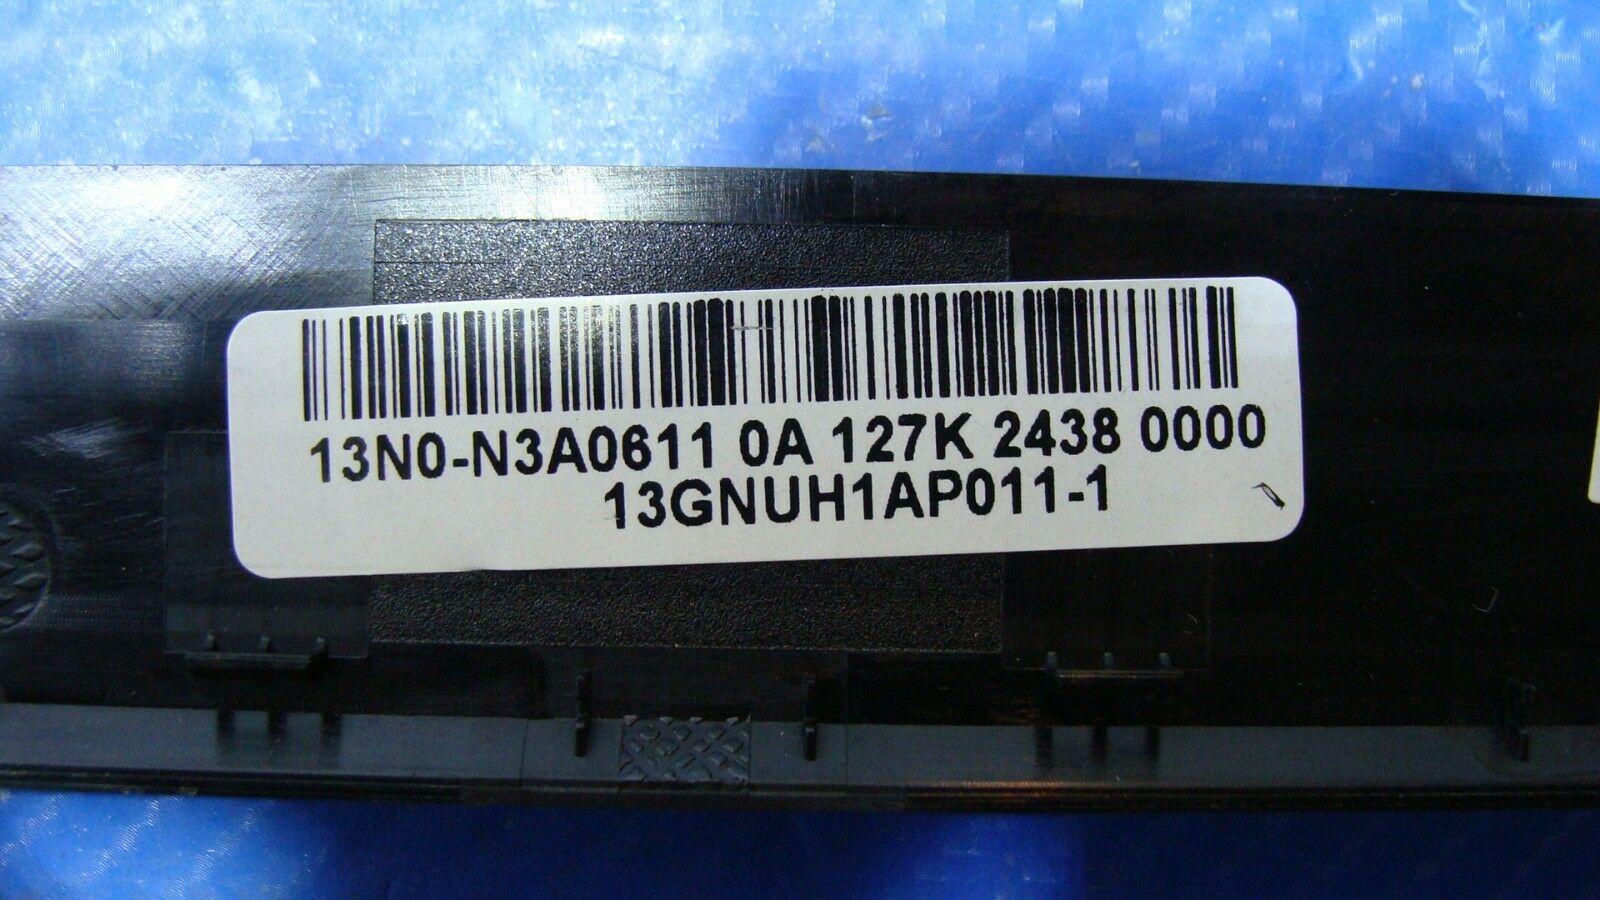 13N0-N3A0611 0A 127K 2438 0000
13GNUH1AP011-1